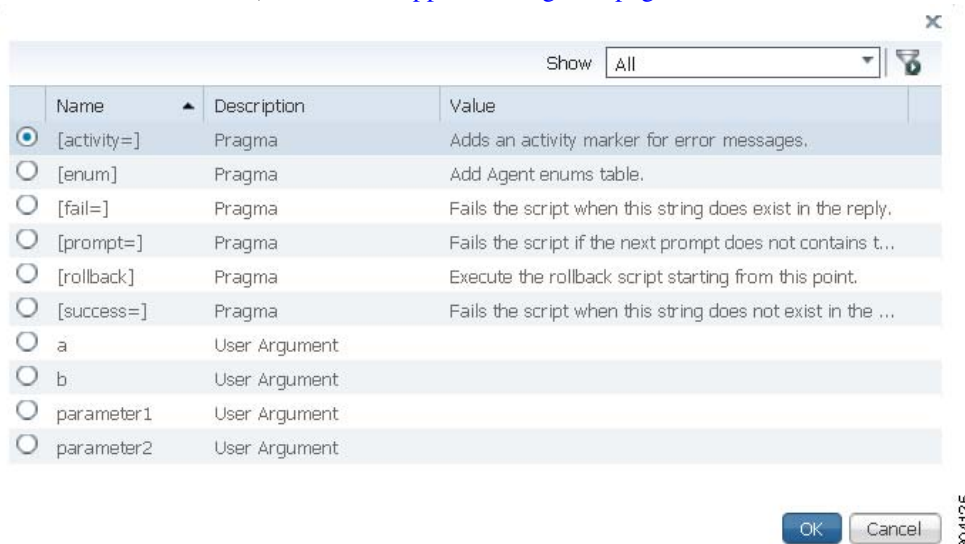 Show All
Name Description Value
[activity=] Pragma Adds an activity marker for error messages.
[enum] Pragma Add Agent enums table.
[fail=] Pragma Fails the script when this string does exist in the reply.
[prompt=] Pragma Fails the script if the next prompt does not contains t...
[rollback] Pragma Execute the rollback script starting from this point.
[success=] Pragma Fails the script when this string does not exist in the ...
a User Argument
b User Argument
parameter1 User Argument
parameter2 User Argument
OK Cancel